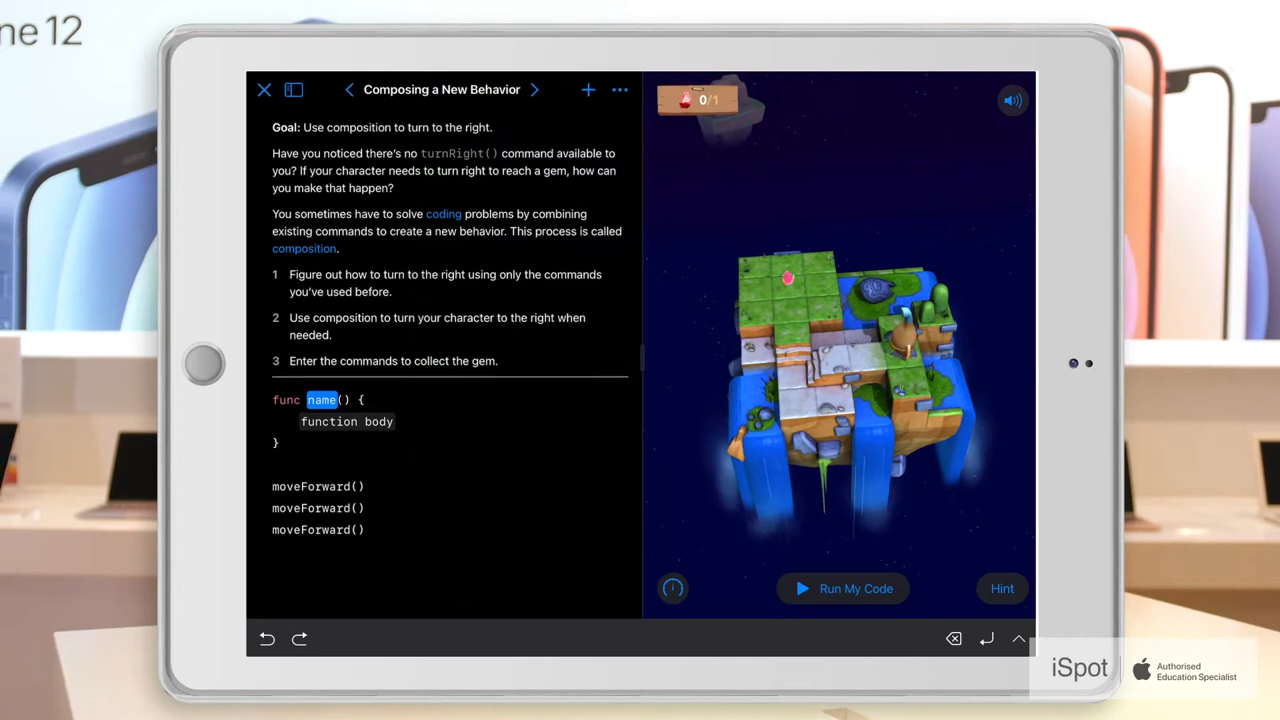 ne 12
Composing a New Behavior
Goal: Use composition to turn to the right.
Have you noticed there's no turnRight() command available to
you? If your character needs to turn right to reach a gem, how can
you make that happen?
You sometimes have to solve coding problems by combining
existing commands to create a new behavior. This process is called
composition.
1 Figure out how to turn to the right using only the commands
you've used before.
2 Use composition to turn your character to the right when
needed.
3 Enter the commands to collect the gem.
func name() {
function body
}
moveForward()
moveForward()
moveForward()
0/1
Run My Code
Hint
iSpot
Authorised
Education Specialist